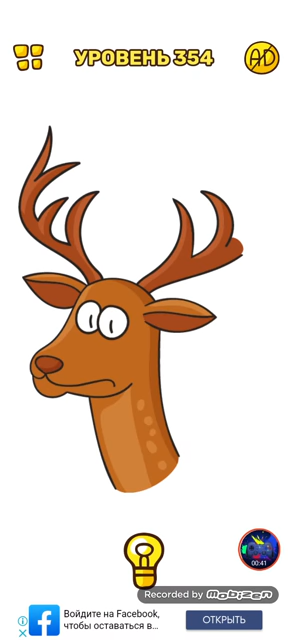 УРОВЕНЬ 354
AD
00:41
Recorded by mobizen
Войдите на Facebook,
чтобы оставаться в...
ОТКРЫТЬ